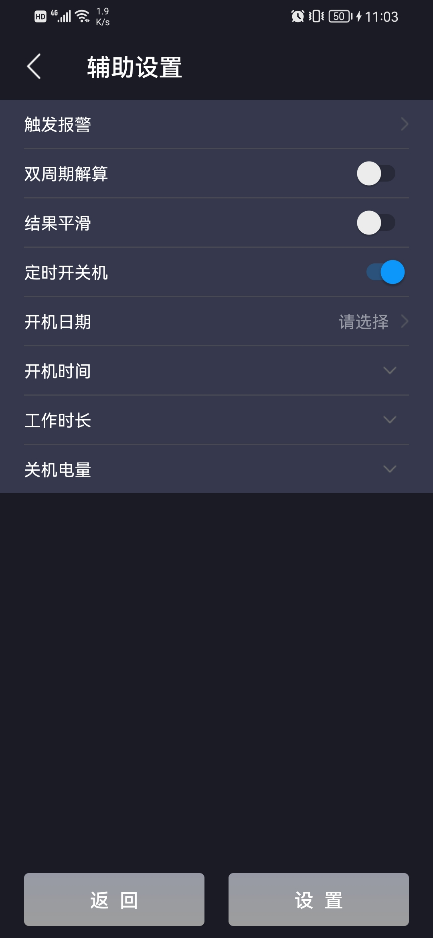 HD 4G 1.9 K/s 50 11:03
辅助设置
触发报警
双周期解算
结果平滑
定时开关机
开机日期 请选择
开机时间
工作时长
关机电量
返回 设置